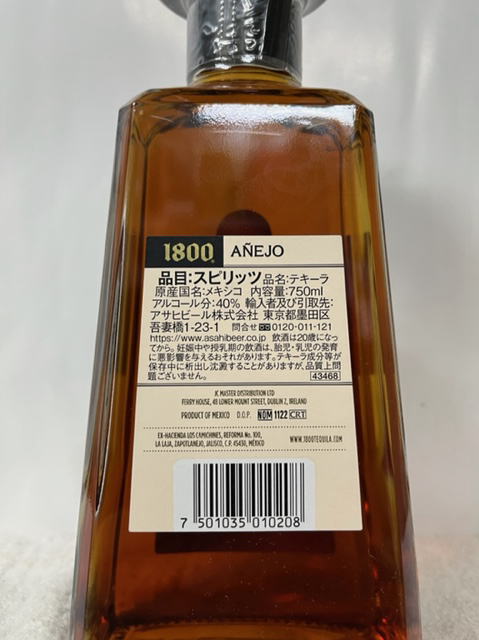 1800 AÑEJO
品目:スピリッツ 品名:テキーラ
原産国名:メキシコ 内容量:750ml
アルコール分:40% 輸入者及び引取先:
アサヒビール株式会社 東京都墨田区
吾妻橋1-23-1 問合せ 0120-011-121
https://www.asahibeer.co.jp 飲酒は20歳になっ
てから。妊娠中や授乳期の飲酒は、胎児・乳児の発育
に悪影響を与えるおそれがあります。テキーラ成分等が
保存中に析出し沈澱することがありますが、品質上問
題ございません。 43468
JC MASTER DISTRIBUTION LTD
FERRY HOUSE, 48 LOWER MOUNT STREET, DUBLIN 2, IRELAND
PRODUCT OF MEXICO D.O.P. NOM 1122 CRT
EX-HACIENDA LOS CAMICHINES, REFORMA No. 100,
LA LAJA, ZAPOTLANEJO, JALISCO, C.P. 45430, MÉXICO
WWW.1800TEQUILA.COM
7 501035 010208